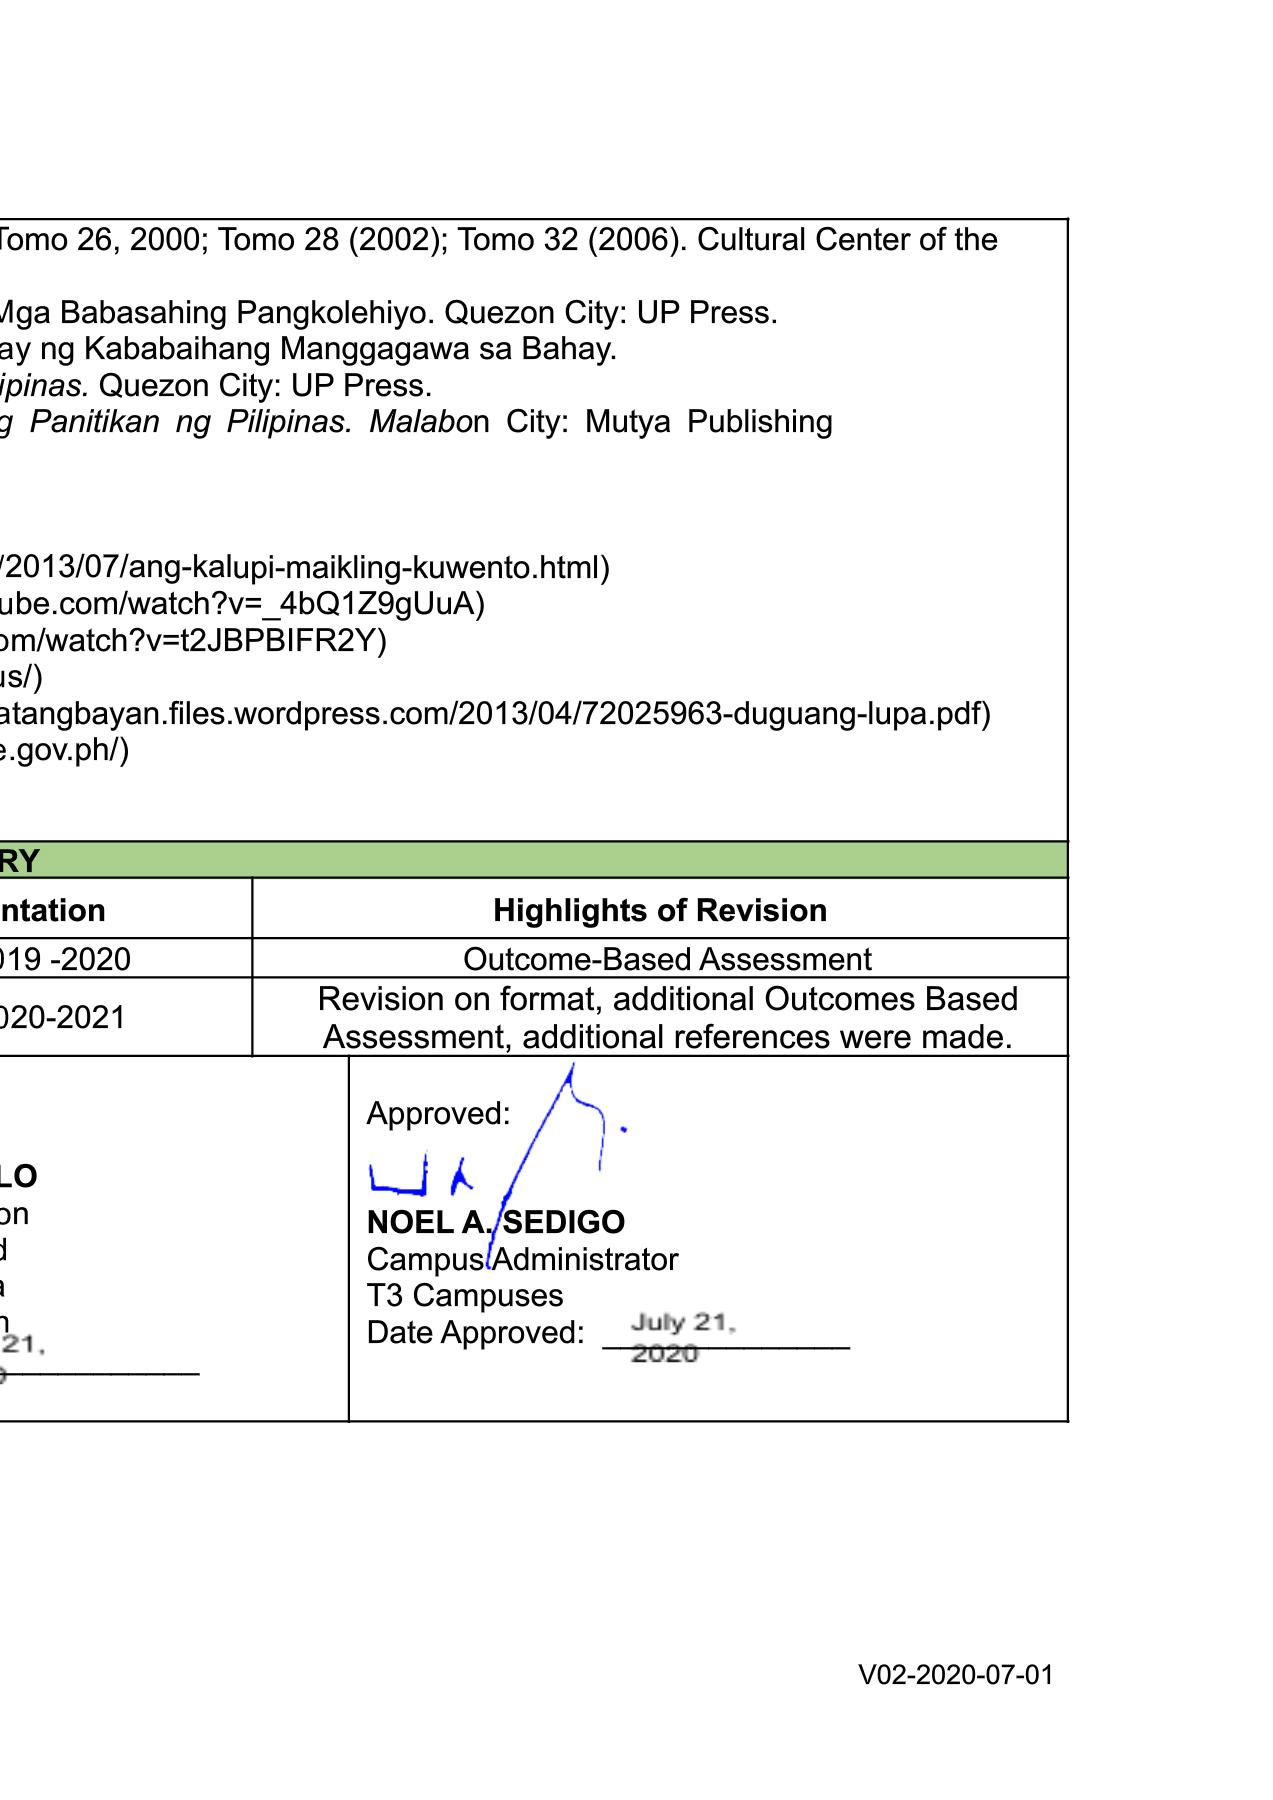 Tomo 26, 2000; Tomo 28 (2002); Tomo 32 (2006). Cultural Center of the
Mga Babasahing Pangkolehiyo. Quezon City: UP Press.
ay ng Kababaihang Manggagawa sa Bahay.
ipinas. Quezon City: UP Press.
g Panitikan ng Pilipinas. Malabon City: Mutya Publishing
/2013/07/ang-kalupi-maikling-kuwento.html)
ube.com/watch?v=_4bQ1Z9gUuA)
om/watch?v=t2JBPBIFR2Y)
us/)
atangbayan.files.wordpress.com/2013/04/72025963-duguang-lupa.pdf)
e.gov.ph/)
RY
ntation
Highlights of Revision
019 -2020
Outcome-Based Assessment
020-2021
Revision on format, additional Outcomes Based
Assessment, additional references were made.
LO
on
d
a
n
21,
Approved:
NOEL A. SEDIGO
Campus Administrator
T3 Campuses
Date Approved: July 21,
2020
V02-2020-07-01